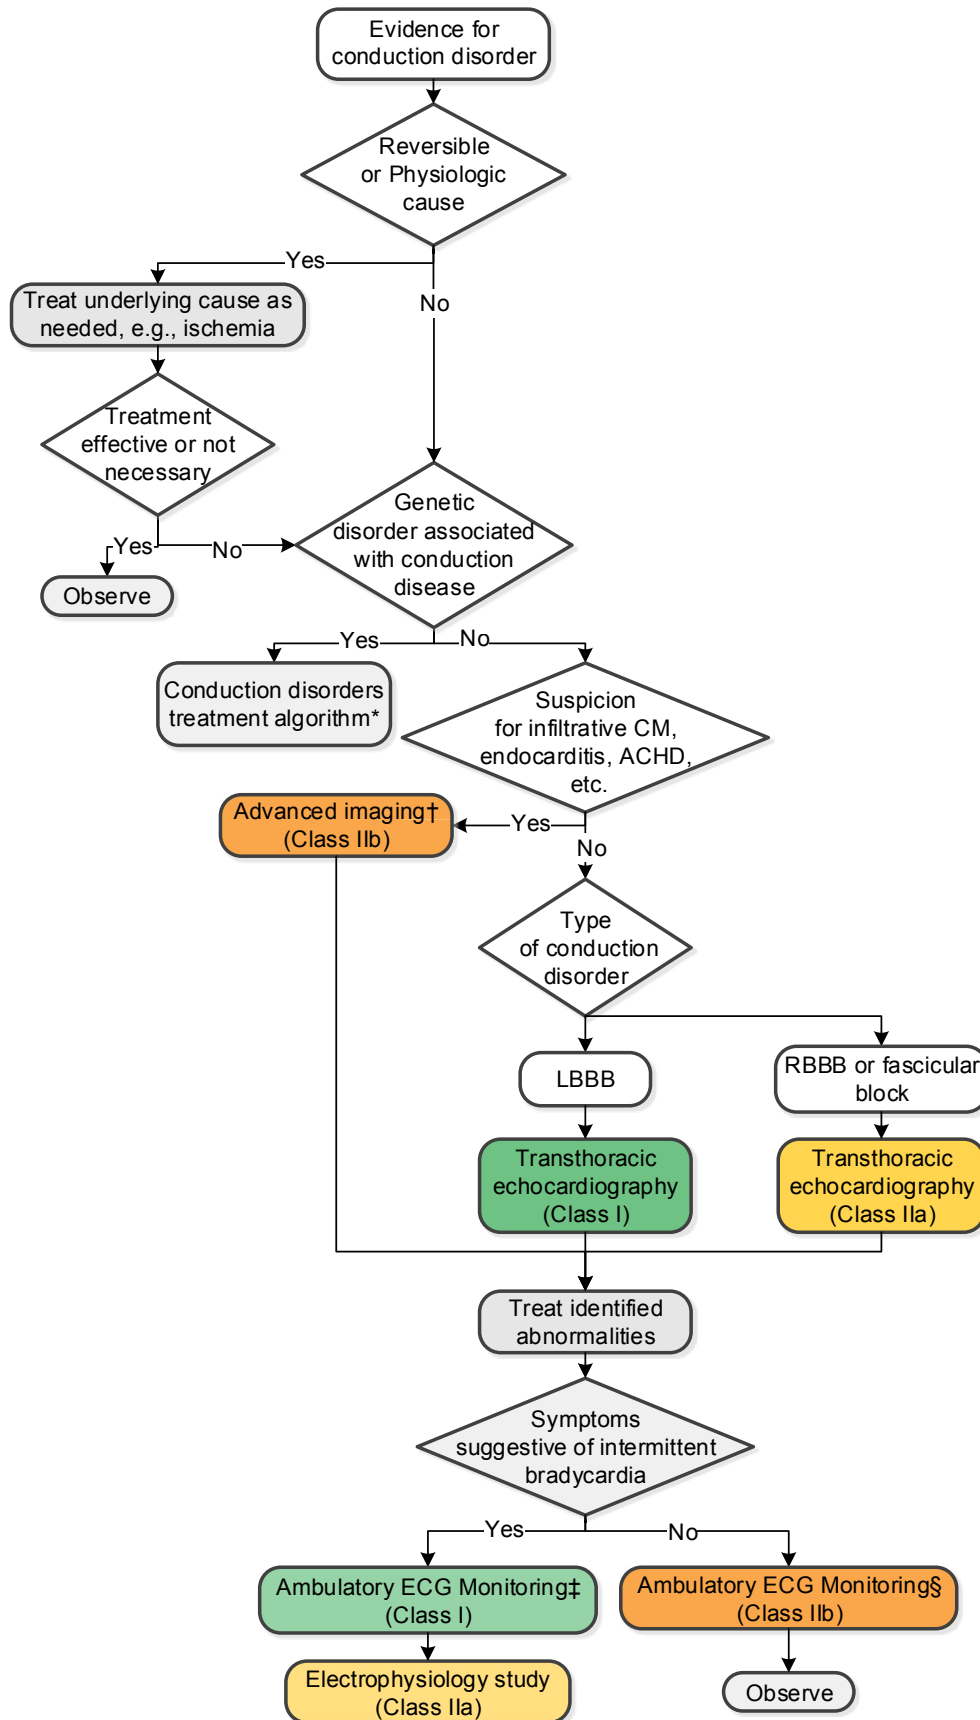 Evidence for
conduction disorder
Reversible
or Physiologic
cause
Yes
No
Treat underlying cause as
needed, e.g., ischemia
Treatment
effective or not
necessary
Yes
No
Observe
Genetic
disorder associated
with conduction
disease
Yes
No
Conduction disorders
treatment algorithm*
Suspicion
for infiltrative CM,
endocarditis, ACHD,
etc.
Yes
No
Advanced imaging†
(Class IIb)
Type
of conduction
disorder
LBBB
RBBB or fascicular
block
Transthoracic
echocardiography
(Class I)
Transthoracic
echocardiography
(Class IIa)
Treat identified
abnormalities
Symptoms
suggestive of intermittent
bradycardia
Yes
No
Ambulatory ECG Monitoring‡
(Class I)
Ambulatory ECG Monitoring§
(Class IIb)
Electrophysiology study
(Class IIa)
Observe